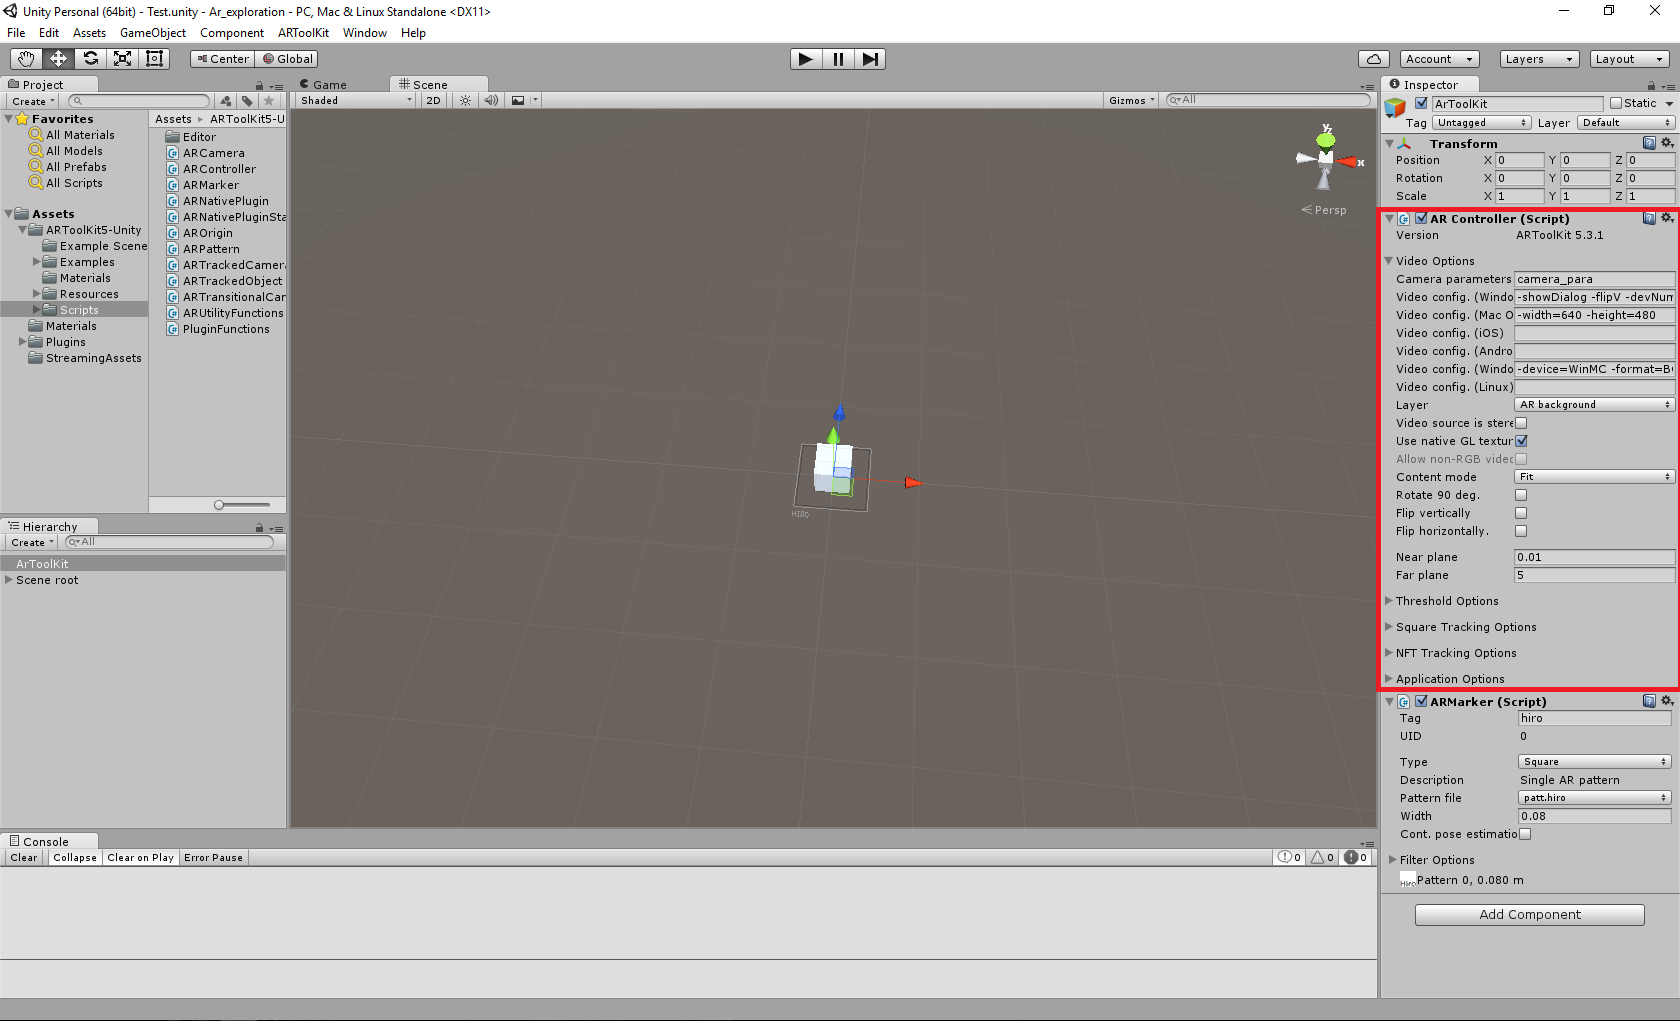 Unity Personal (64bit) - Test.unity - Ar_exploration - PC, Mac & Linux Standalone <DX11>
File Edit Assets GameObject Component ARToolKit Window Help
Center Global
Account Layers Layout
Project
Create
Favorites
All Materials
All Models
All Prefabs
All Scripts
Assets
ARToolKit5-Unity
Example Scene
Examples
Materials
Resources
Scripts
Materials
Plugins
StreamingAssets
Assets ▸ ARToolKit5-U
Editor
ARCamera
ARController
ARMarker
ARNativePlugin
ARNativePluginSta
AROrigin
ARPattern
ARTrackedCamer
ARTrackedObject
ARTransitionalCar
ARUtilityFunctions
PluginFunctions
Hierarchy
Create All
ArToolKit
Scene root
Game Scene
Shaded 2D Gizmos All
y
z
x
Persp
HIRO
Console
Clear Collapse Clear on Play Error Pause 0 0 0
Inspector
ArToolKit Static
Tag Untagged Layer Default
Transform
Position X 0 Y 0 Z 0
Rotation X 0 Y 0 Z 0
Scale X 1 Y 1 Z 1
AR Controller (Script)
Version ARToolKit 5.3.1
Video Options
Camera parameters camera_para
Video config. (Windo -showDialog -flipV -devNum
Video config. (Mac O -width=640 -height=480
Video config. (iOS)
Video config. (Andro
Video config. (Windo -device=WinMC -format=B
Video config. (Linux)
Layer AR background
Video source is stere
Use native GL textur
Allow non-RGB video
Content mode Fit
Rotate 90 deg.
Flip vertically
Flip horizontally.
Near plane 0.01
Far plane 5
Threshold Options
Square Tracking Options
NFT Tracking Options
Application Options
ARMarker (Script)
Tag hiro
UID 0
Type Square
Description Single AR pattern
Pattern file patt.hiro
Width 0.08
Cont. pose estimatio
Filter Options
Hiro Pattern 0, 0.080 m
Add Component